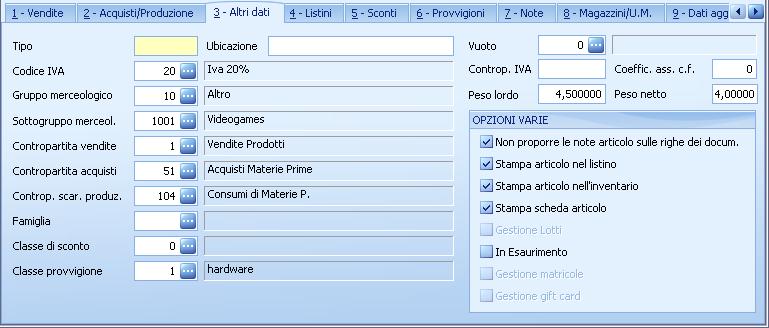 1 - Vendite 2 - Acquisti/Produzione 3 - Altri dati 4 - Listini 5 - Sconti 6 - Provvigioni 7 - Note 8 - Magazzini/U.M. 9 - Dati agg
Tipo Ubicazione
Codice IVA 20 Iva 20%
Gruppo merceologico 10 Altro
Sottogruppo merceol. 1001 Videogames
Contropartita vendite 1 Vendite Prodotti
Contropartita acquisti 51 Acquisti Materie Prime
Controp. scar. produz. 104 Consumi di Materie P.
Famiglia
Classe di sconto 0
Classe provvigione 1 hardware
Vuoto 0
Controp. IVA Coeffic. ass. c.f. 0
Peso lordo 4,500000 Peso netto 4,00000
OPZIONI VARIE
Non proporre le note articolo sulle righe dei docum.
Stampa articolo nel listino
Stampa articolo nell'inventario
Stampa scheda articolo
Gestione Lotti
In Esaurimento
Gestione matricole
Gestione gift card